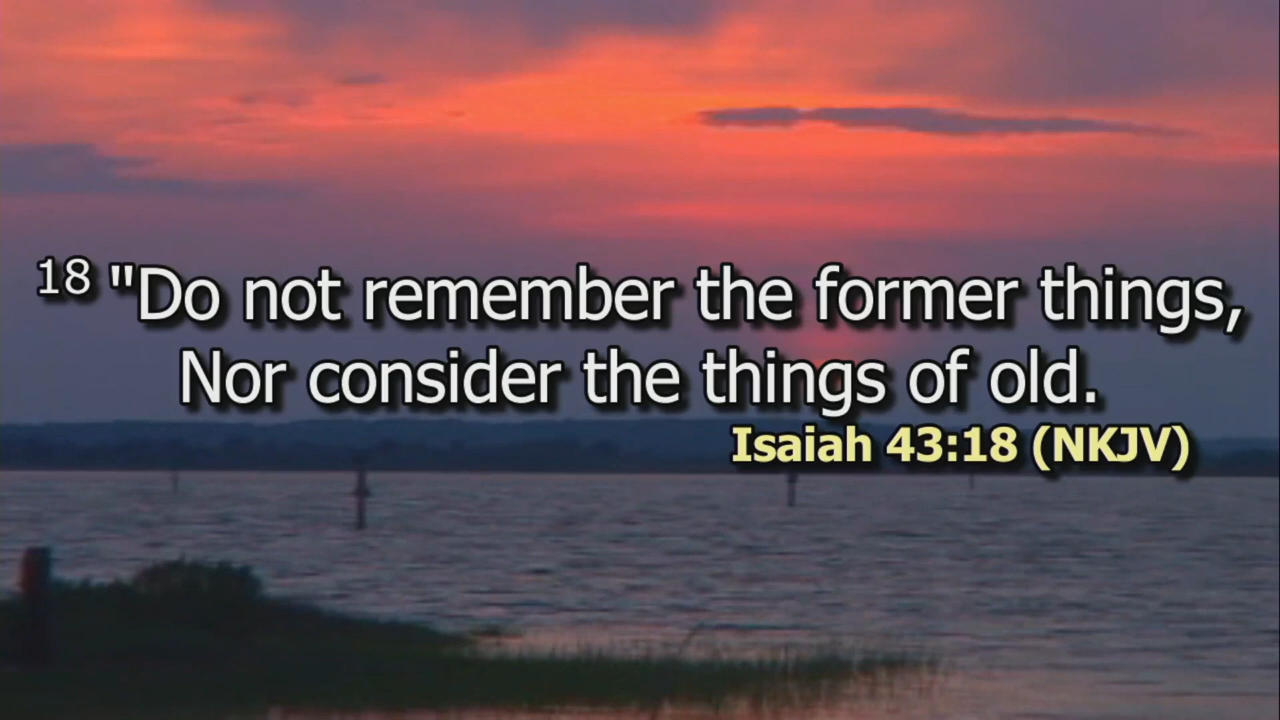 18 "Do not remember the former things,
Nor consider the things of old.
Isaiah 43:18 (NKJV)